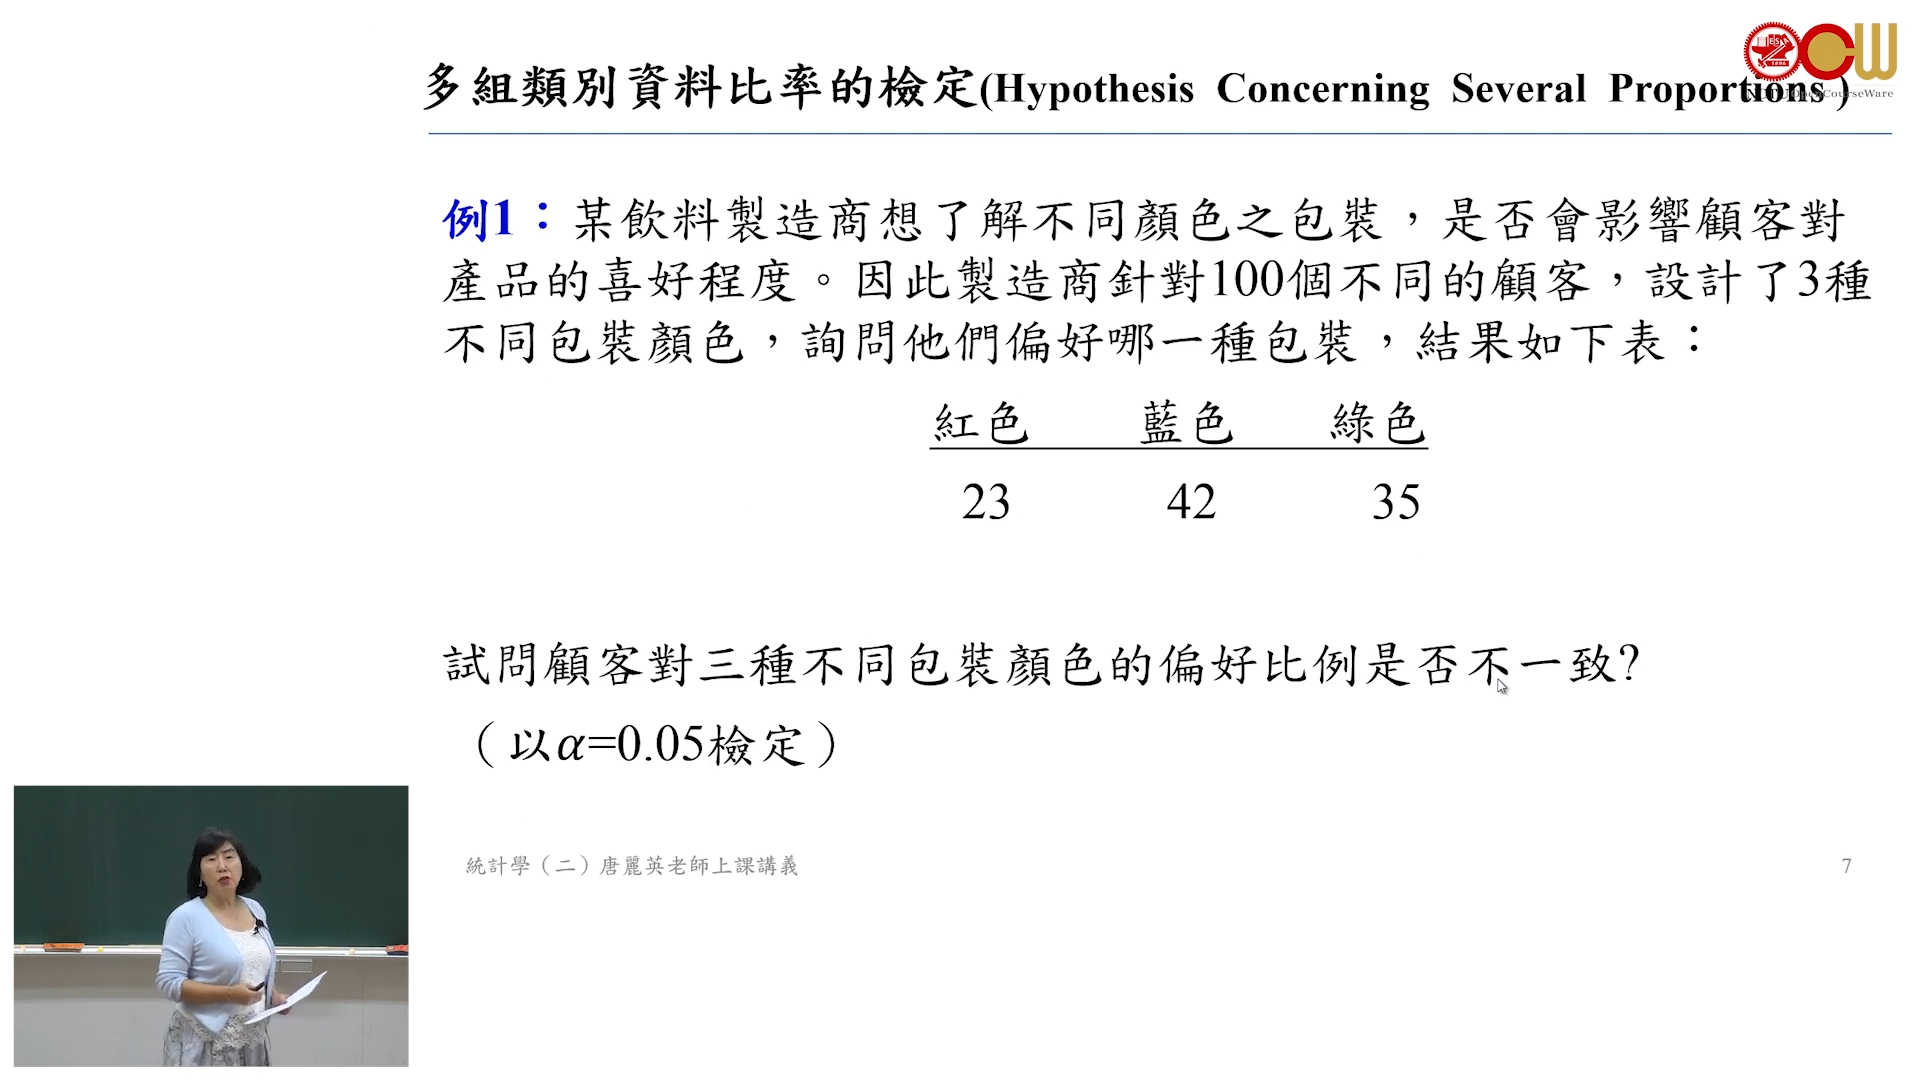 多組類別資料比率的檢定(Hypothesis Concerning Several Proportions )
例1：某飲料製造商想了解不同顏色之包裝，是否會影響顧客對
產品的喜好程度。因此製造商針對100個不同的顧客，設計了3種
不同包裝顏色，詢問他們偏好哪一種包裝，結果如下表：
紅色 藍色 綠色
23 42 35
試問顧客對三種不同包裝顏色的偏好比例是否不一致?
（以α=0.05檢定）
統計學（二）唐麗英老師上課講義
7